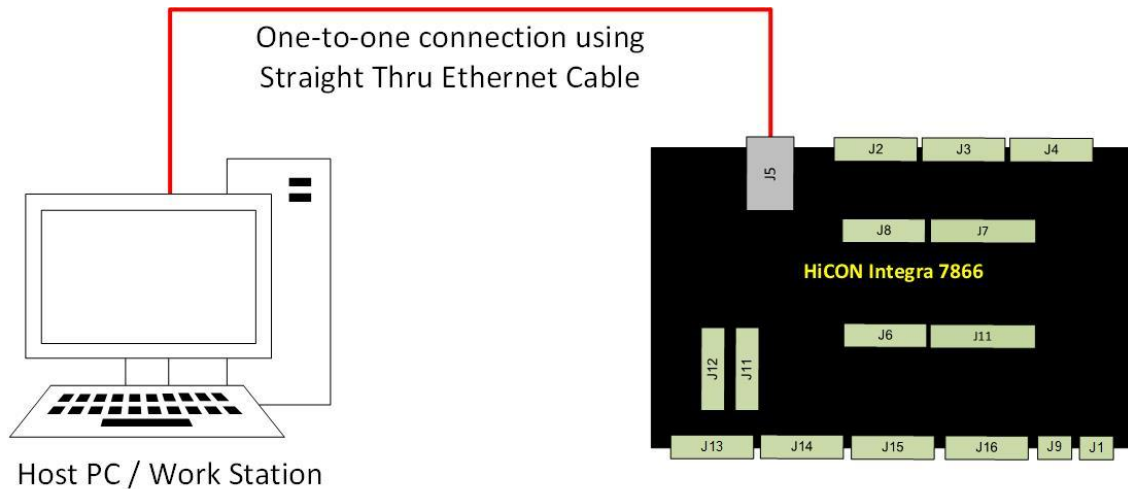 One-to-one connection using
Straight Thru Ethernet Cable
J5
J2
J3
J4
J8
J7
HiCON Integra 7866
J6
J11
J12
J11
J13
J14
J15
J16
J9
J1
Host PC / Work Station